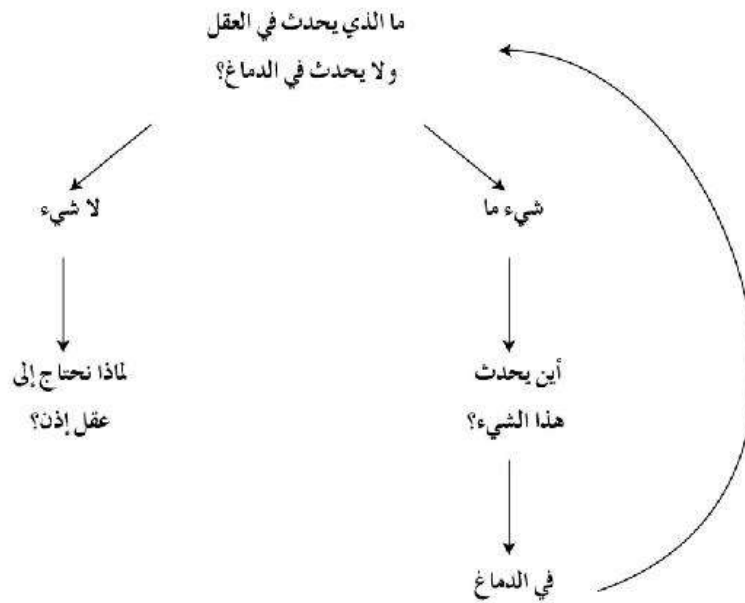 ما الذي يحدث في العقل
ولا يحدث في الدماغ؟
شيء ما
لا شيء
أين يحدث
هذا الشيء؟
لماذا نحتاج إلى
عقل إذن؟
في الدماغ